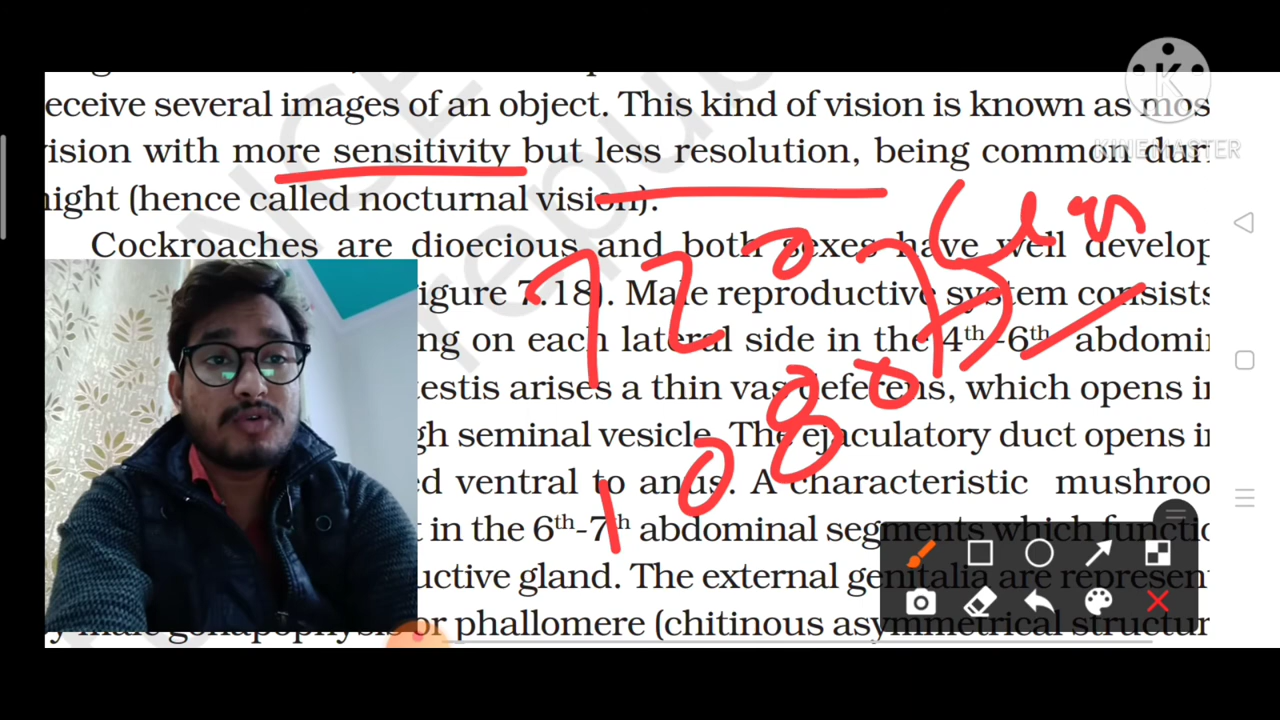 eceive several images of an object. This kind of vision is known as mos
ision with more sensitivity but less resolution, being common dur
ight (hence called nocturnal vision).
Cockroaches are dioecious and both sexes have well develop
igure 7.18). Male reproductive system consists
ng on each lateral side in the 4th-6th abdomi
testis arises a thin vas deferens, which opens i
gh seminal vesicle. The ejaculatory duct opens i
ed ventral to anus. A characteristic mushroo
t in the 6th-7th abdominal segments which functi
uctive gland. The external genitalia are represen
or phallomere (chitinous asymmetrical structur
720
1080
K
KINEMASTER